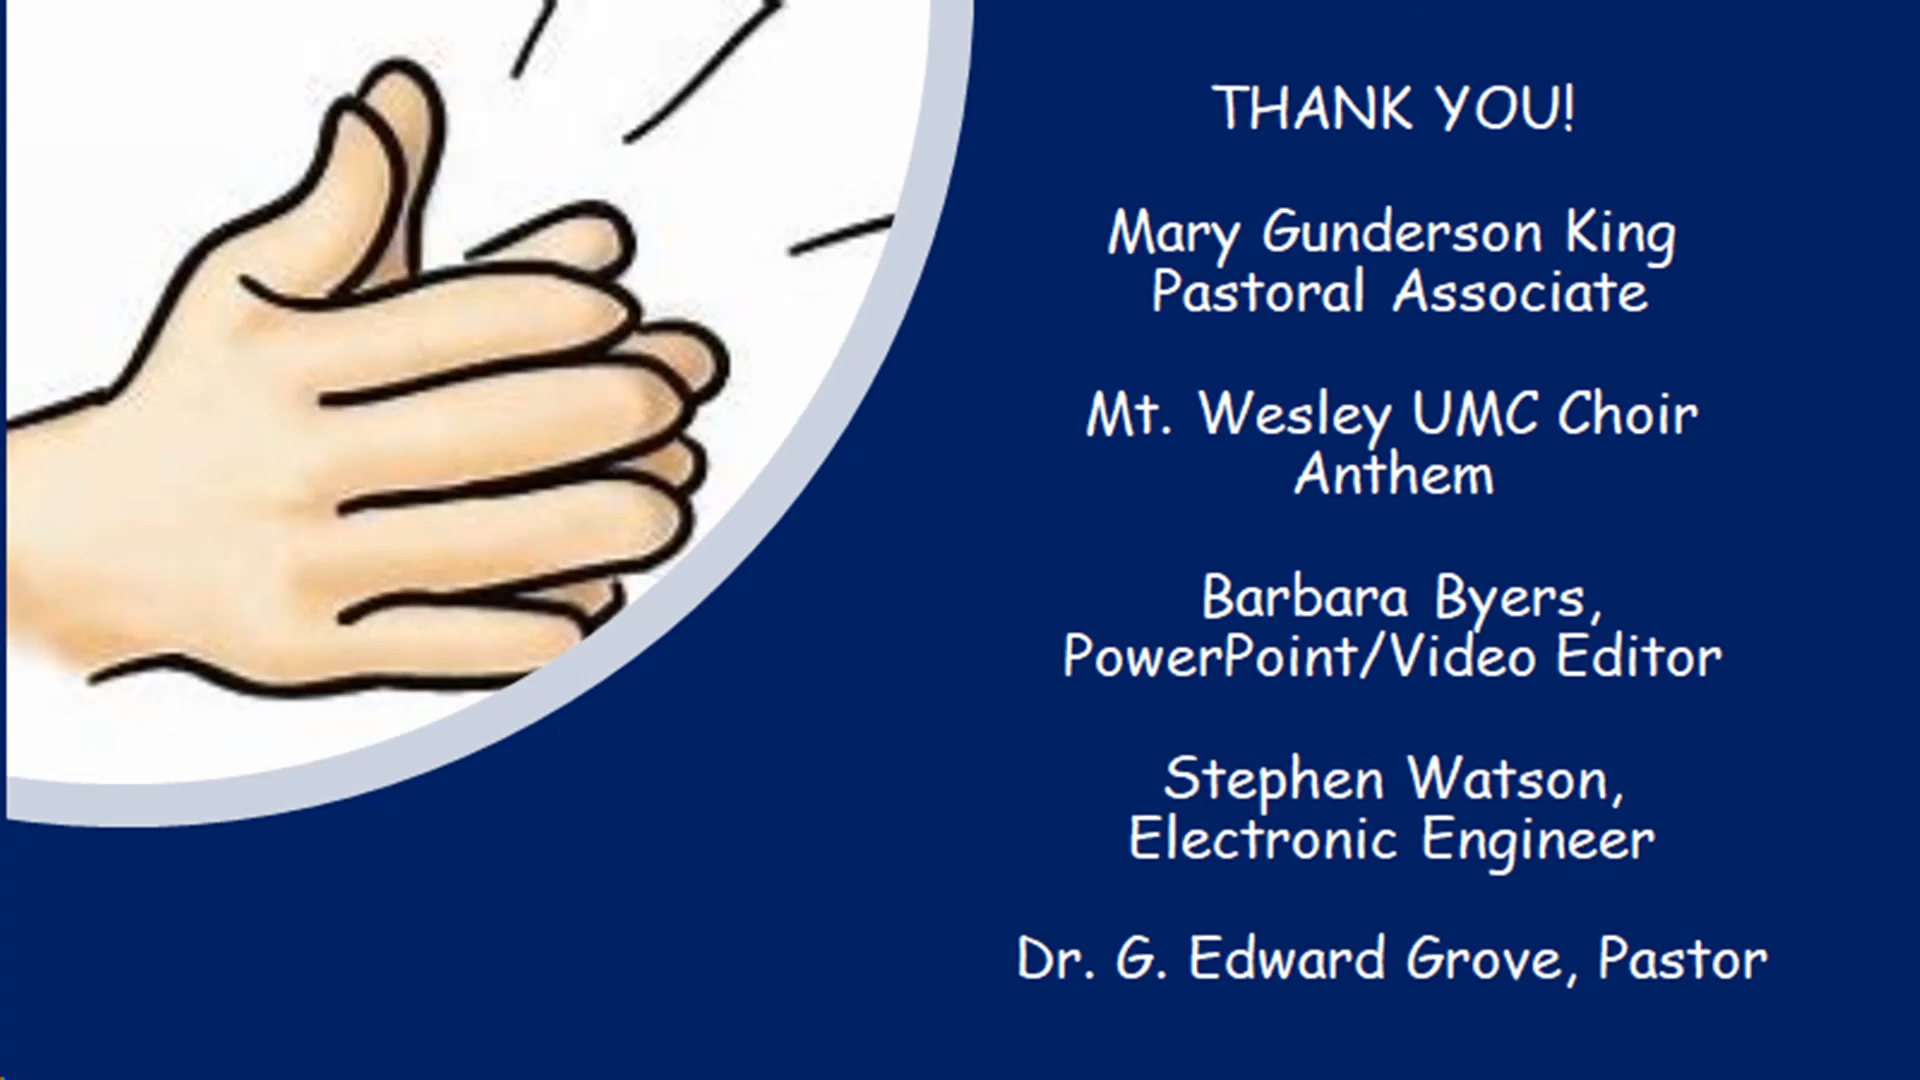 THANK YOU!
Mary Gunderson King
Pastoral Associate
Mt. Wesley UMC Choir
Anthem
Barbara Byers,
PowerPoint/Video Editor
Stephen Watson,
Electronic Engineer
Dr. G. Edward Grove, Pastor